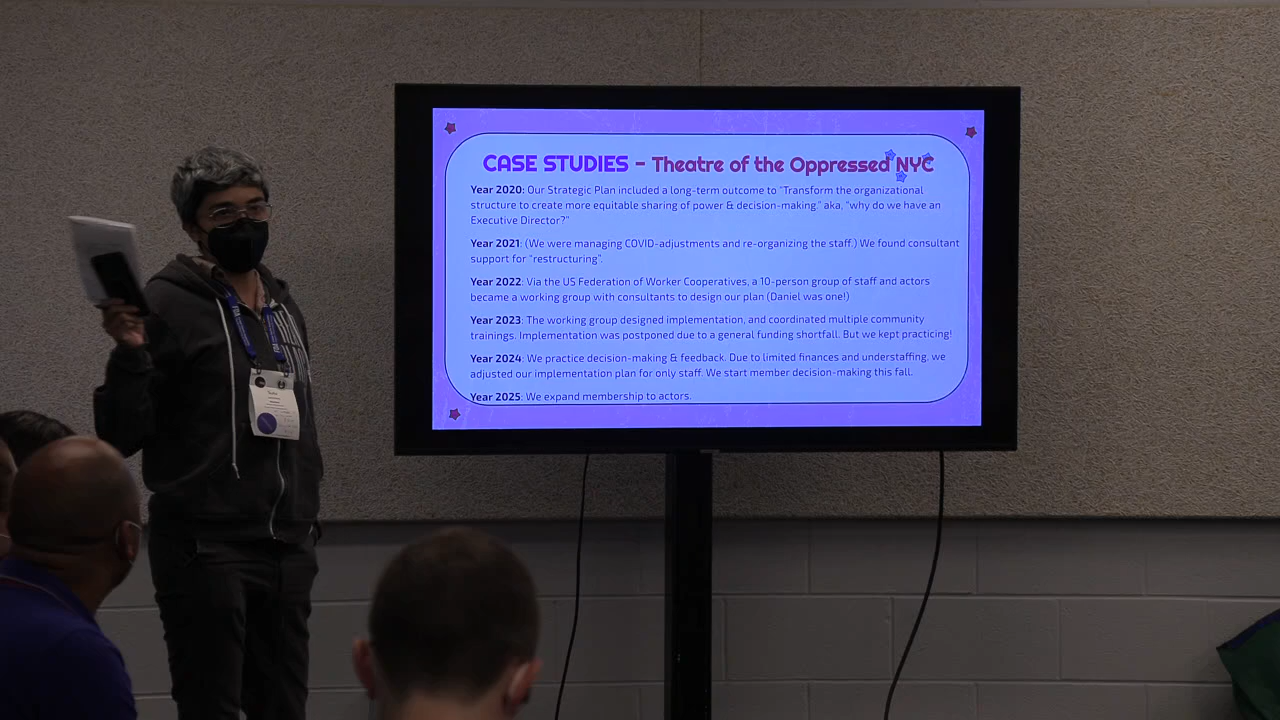 CASE STUDIES - Theatre of the Oppressed NYC
Year 2020: Our Strategic Plan included a long-term outcome to "Transform the organizational
structure to create more equitable sharing of power & decision-making." aka, "why do we have an
Executive Director?"
Year 2021: (We were managing COVID-adjustments and re-organizing the staff.) We found consultant
support for "restructuring".
Year 2022: Via the US Federation of Worker Cooperatives, a 10-person group of staff and actors
became a working group with consultants to design our plan (Daniel was one!)
Year 2023: The working group designed implementation, and coordinated multiple community
trainings. Implementation was postponed due to a general funding shortfall. But we kept practicing!
Year 2024: We practice decision-making & feedback. Due to limited finances and understaffing, we
adjusted our implementation plan for only staff. We start member decision-making this fall.
Year 2025: We expand membership to actors.